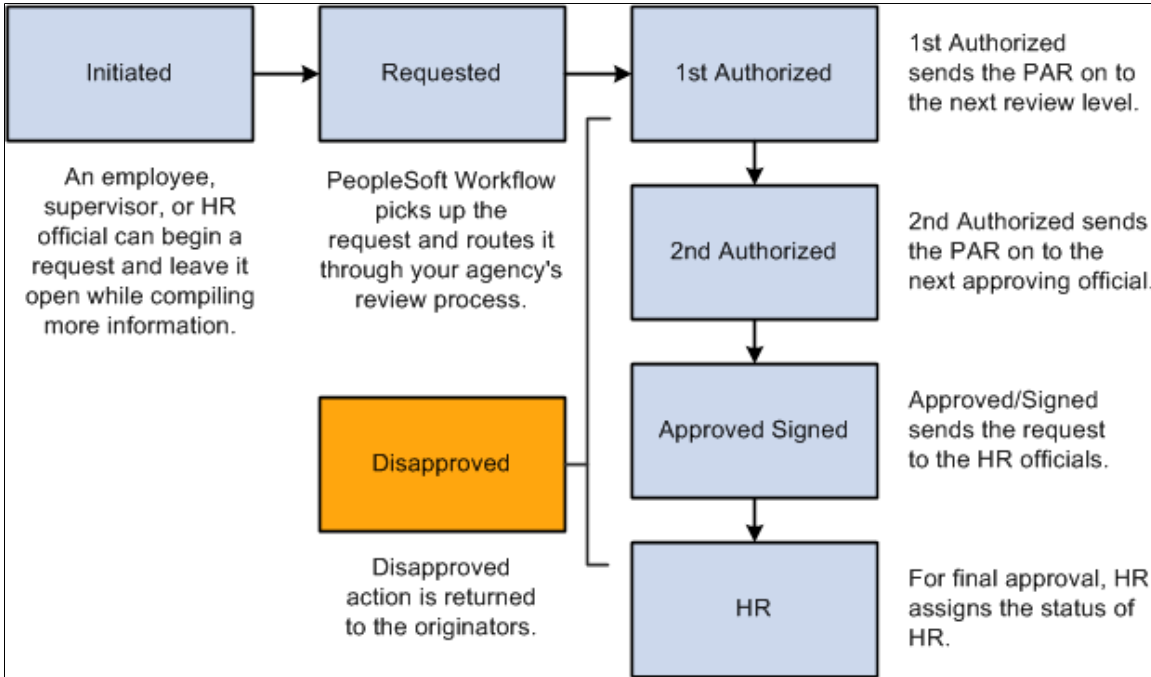 Initiated
Requested
1st Authorized
1st Authorized
sends the PAR on to
the next review level.
An employee,
supervisor, or HR
official can begin a
request and leave it
open while compiling
more information.
PeopleSoft Workflow
picks up the
request and routes it
through your agency's
review process.
2nd Authorized
2nd Authorized sends
the PAR on to the
next approving official.
Disapproved
Approved Signed
Approved/Signed
sends the request
to the HR officials.
Disapproved
action is returned
to the originators.
HR
For final approval, HR
assigns the status of
HR.